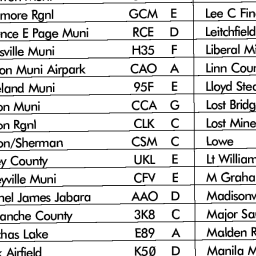 more Rgnl GCM E Lee C Fin
nce E Page Muni RCE D Leitchfield
sville Muni H35 F Liberal M
on Muni Airpark CAO A Linn Coun
eland Muni 95F E Lloyd Stea
on Muni CCA G Lost Bridg
on Rgnl CLK C Lost Mine
on/Sherman CSM C Lowe
y County UKL E Lt William
eyville Muni CFV E M Graha
nel James Jabara AAO D Madisonv
anche County 3K8 C Major Sa
has Lake E89 A Malden R
Airfield K50 D Manila M